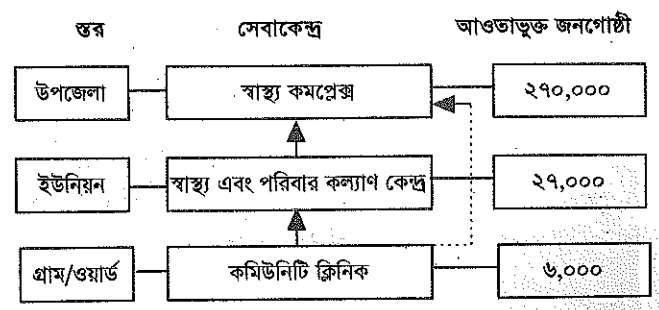 স্তর সেবাকেন্দ্র আওতাভুক্ত জনগোষ্ঠী
উপজেলা স্বাস্থ্য কমপ্লেক্স ২৭০,০০০
ইউনিয়ন স্বাস্থ্য এবং পরিবার কল্যাণ কেন্দ্র ২৭,০০০
গ্রাম/ওয়ার্ড কমিউনিটি ক্লিনিক ৬,০০০